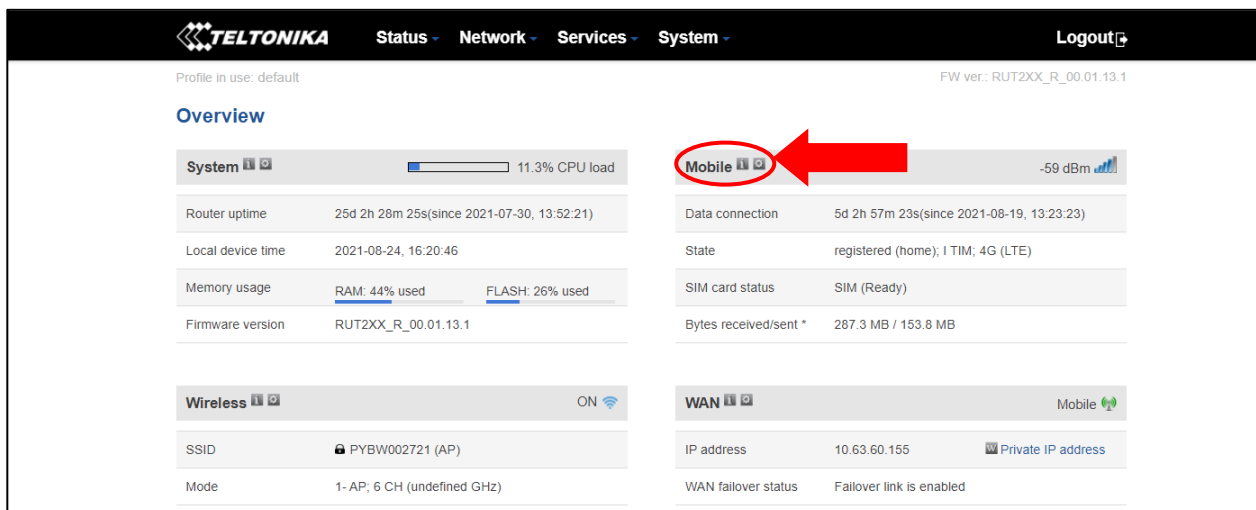 TELTONIKA Status Network Services System Logout
Profile in use: default FW ver.: RUT2XX_R_00.01.13.1
Overview
System 11.3% CPU load
Router uptime 25d 2h 28m 25s(since 2021-07-30, 13:52:21)
Local device time 2021-08-24, 16:20:46
Memory usage RAM: 44% used FLASH: 26% used
Firmware version RUT2XX_R_00.01.13.1
Mobile -59 dBm
Data connection 5d 2h 57m 23s(since 2021-08-19, 13:23:23)
State registered (home); I TIM; 4G (LTE)
SIM card status SIM (Ready)
Bytes received/sent * 287.3 MB / 153.8 MB
Wireless ON
SSID PYBW002721 (AP)
Mode 1- AP; 6 CH (undefined GHz)
WAN Mobile
IP address 10.63.60.155 W Private IP address
WAN failover status Failover link is enabled